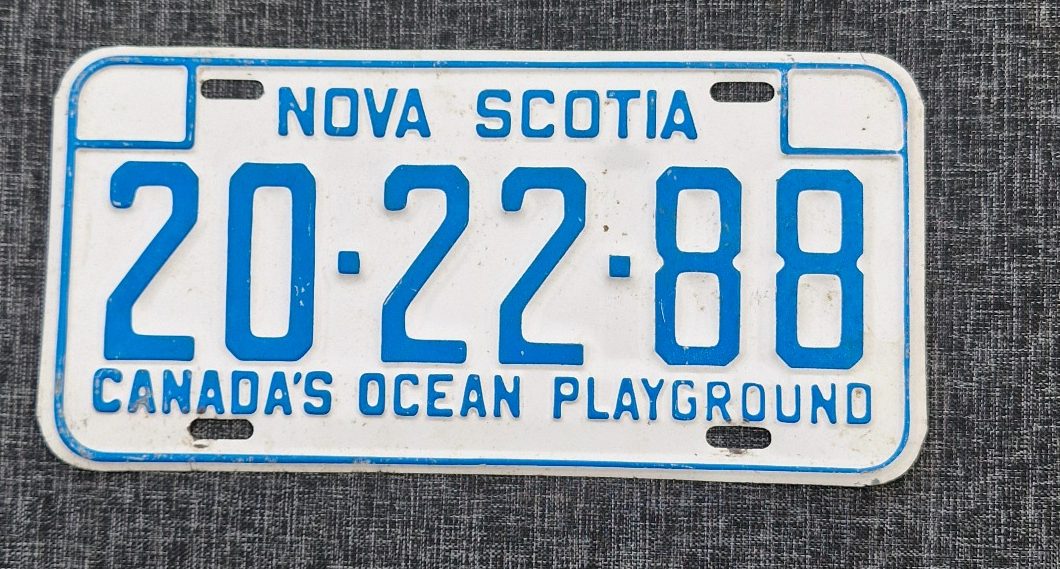 NOVA SCOTIA
20·22·88
CANADA'S OCEAN PLAYGROUND